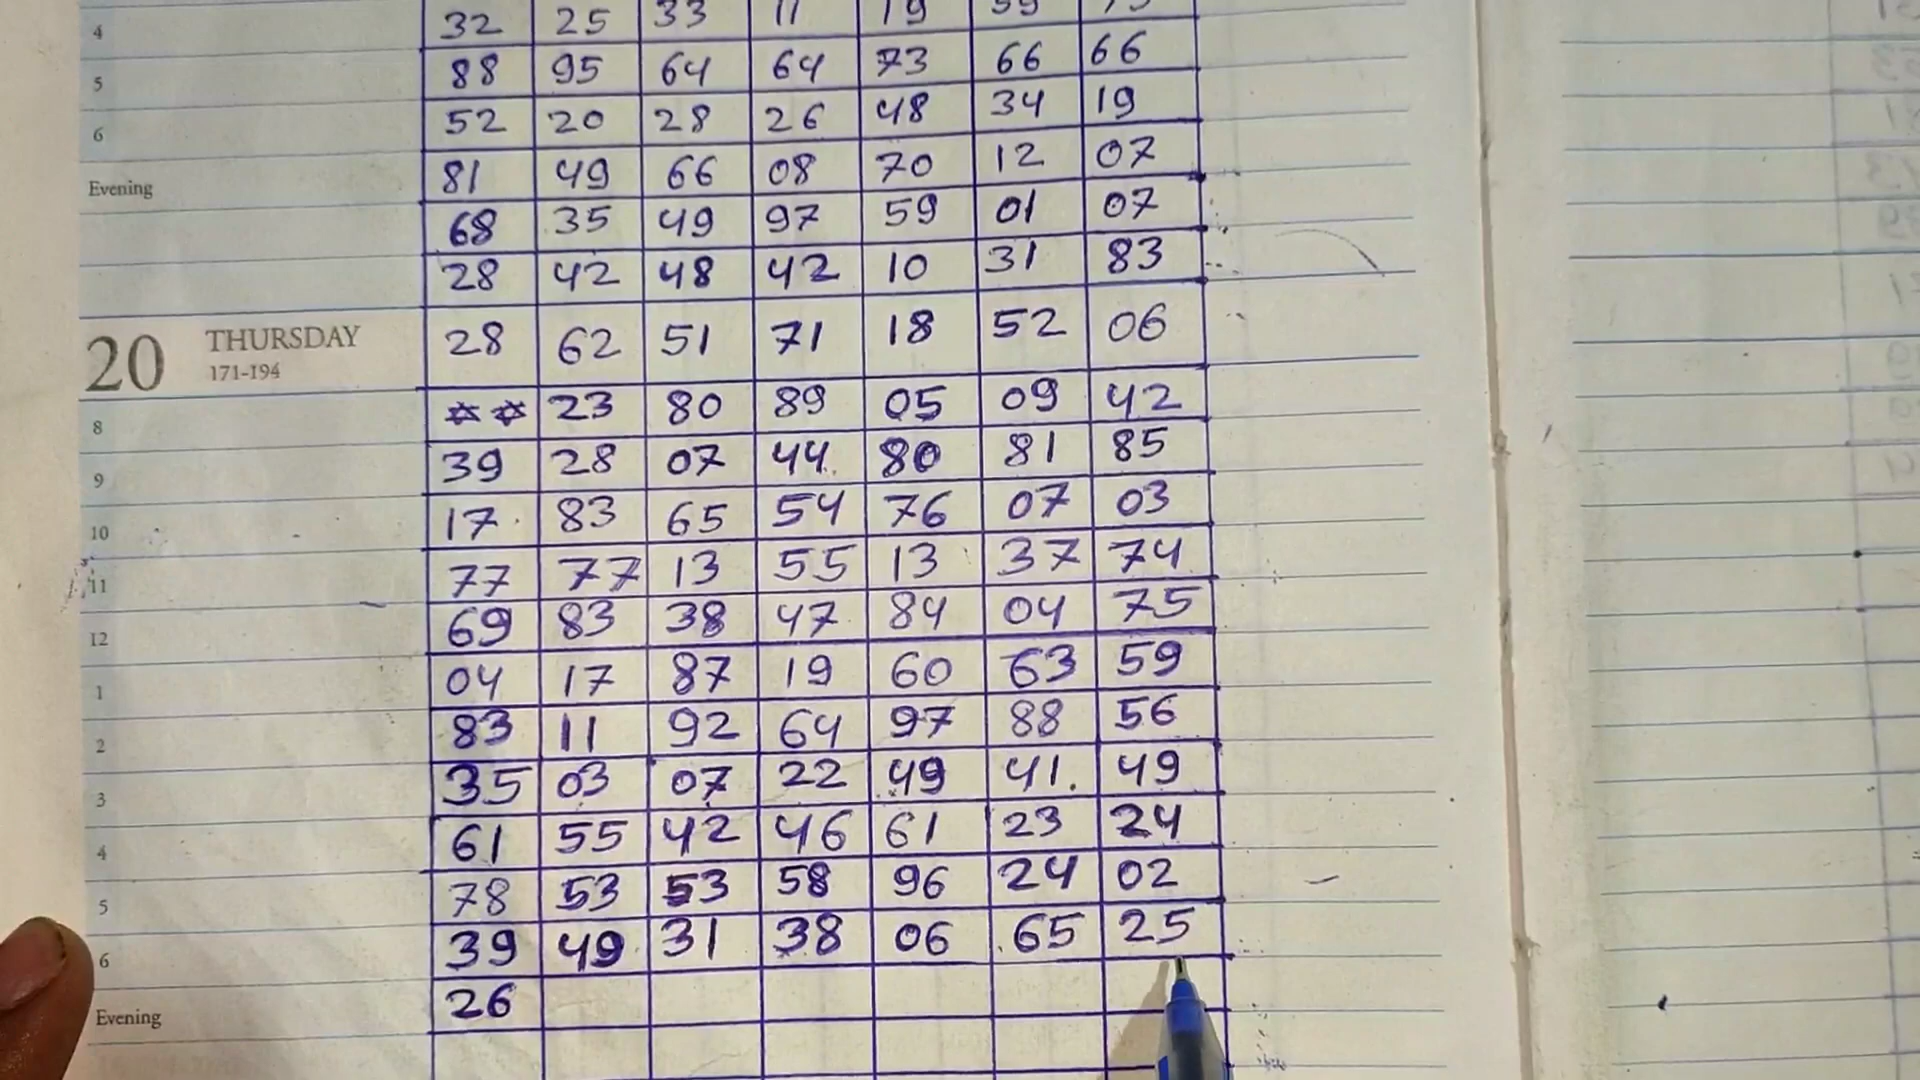 4 32 25 33 11 19
5 88 95 64 64 73 66 66
6 52 20 28 26 48 34 19
Evening 81 49 66 08 70 12 07
68 35 49 97 59 01 07
28 42 48 42 10 31 83
20 THURSDAY 28 62 51 71 18 52 06
171-194
8 ** 23 80 89 05 09 42
9 39 28 07 44 80 81 85
10 17 83 65 54 76 07 03
11 77 77 13 55 13 37 74
12 69 83 38 47 84 04 75
1 04 17 87 19 60 63 59
2 83 11 92 64 97 88 56
3 35 03 07 22 49 41 49
4 61 55 42 46 61 23 24
5 78 53 53 58 96 24 02
6 39 49 31 38 06 65 25
Evening 26